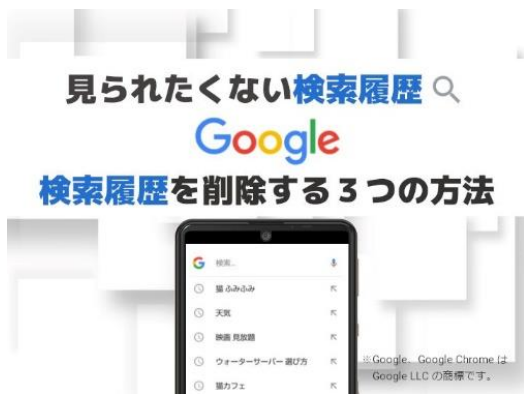 見られたくない検索履歴
Google
検索履歴を削除する3つの方法
G 検索...
猫 ふみふみ
天気
映画 見放題
ウォーターサーバー 選び方
猫カフェ
※Google、Google Chrome は
Google LLC の商標です。